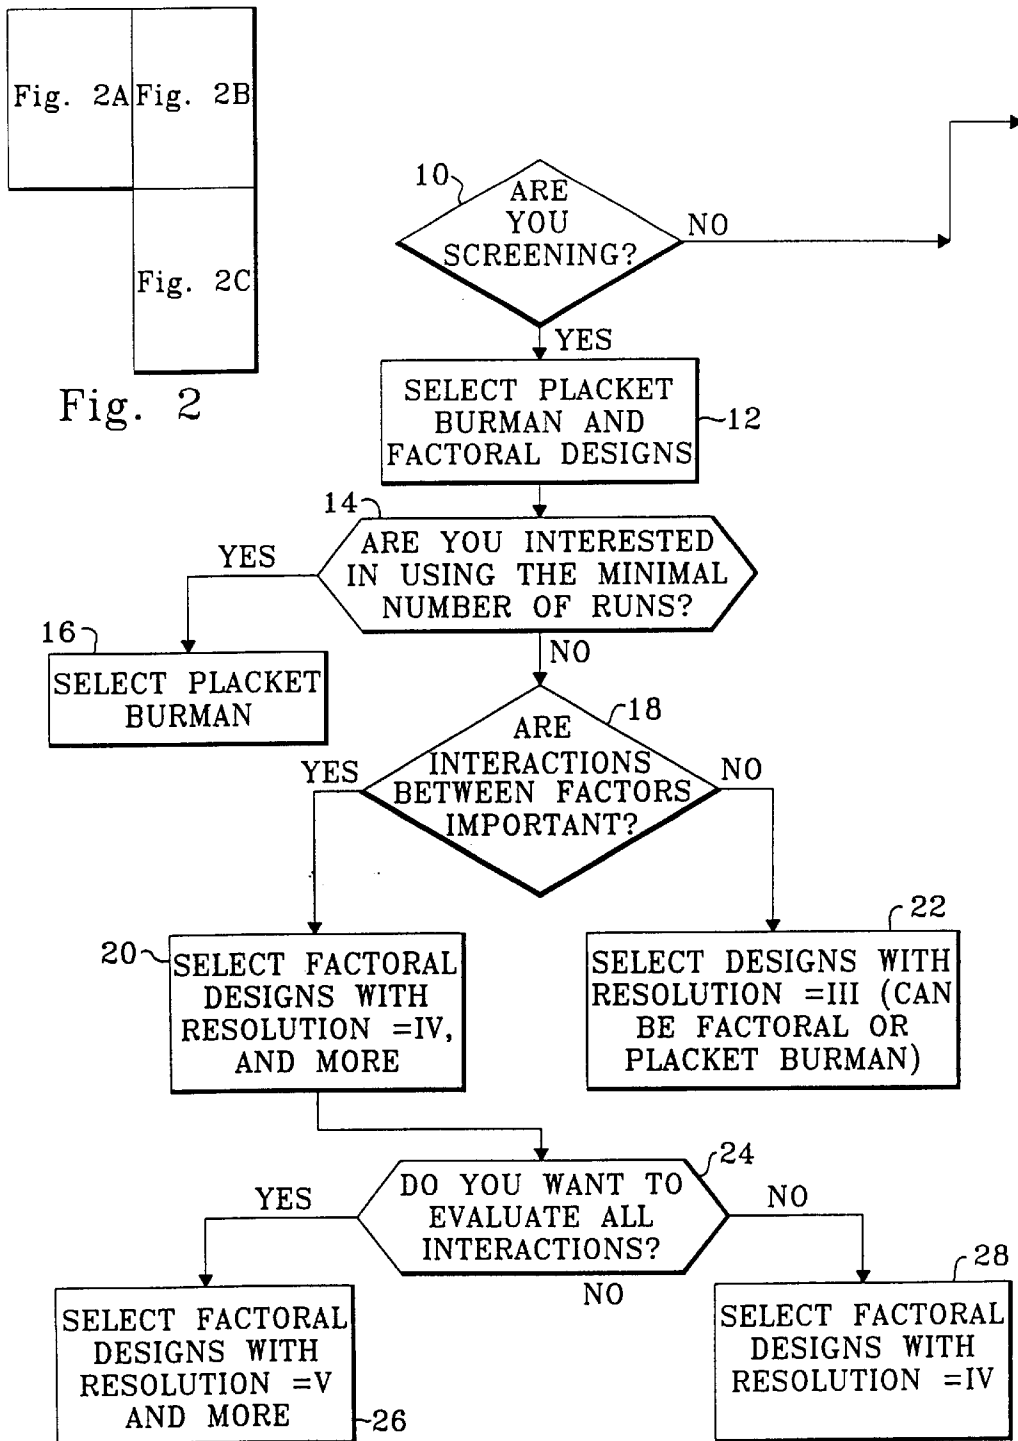 Fig. 2A
Fig. 2B
Fig. 2C
Fig. 2
10
ARE
YOU
SCREENING?
NO
YES
SELECT PLACKET
BURMAN AND
FACTORAL DESIGNS
12
14
ARE YOU INTERESTED
IN USING THE MINIMAL
NUMBER OF RUNS?
YES
NO
16
SELECT PLACKET
BURMAN
18
ARE
INTERACTIONS
BETWEEN FACTORS
IMPORTANT?
YES
NO
20
SELECT FACTORAL
DESIGNS WITH
RESOLUTION =IV,
AND MORE
22
SELECT DESIGNS WITH
RESOLUTION =III (CAN
BE FACTORAL OR
PLACKET BURMAN)
24
DO YOU WANT TO
EVALUATE ALL
INTERACTIONS?
YES
NO
NO
SELECT FACTORAL
DESIGNS WITH
RESOLUTION =V
AND MORE
26
28
SELECT FACTORAL
DESIGNS WITH
RESOLUTION =IV